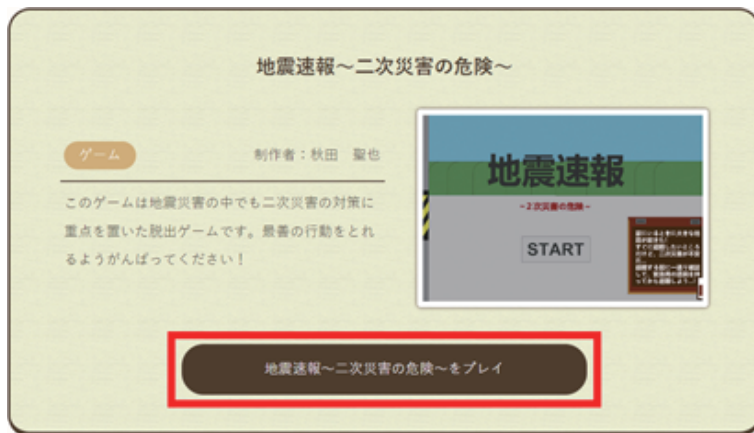 地震速報～二次災害の危険～
ゲーム
制作者：秋田　聖也
このゲームは地震災害の中でも二次災害の対策に
重点を置いた脱出ゲームです。最善の行動をとれ
るようがんばってください！
地震速報
~２次災害の危険~
START
地震速報～二次災害の危険～をプレイ